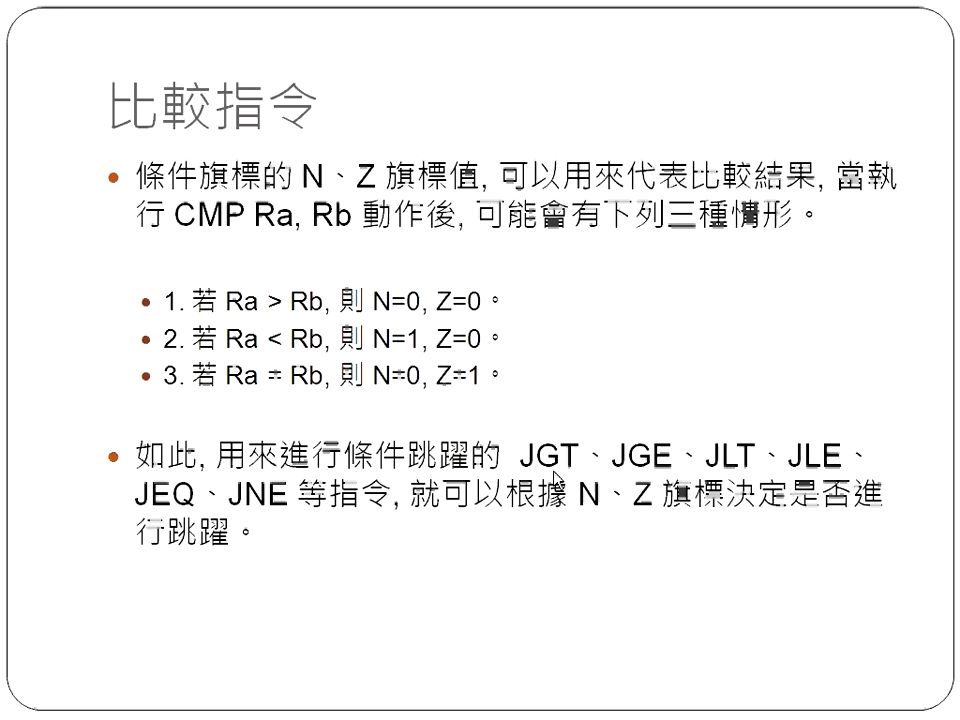 比較指令
條件旗標的 N、Z 旗標值, 可以用來代表比較結果, 當執
行 CMP Ra, Rb 動作後, 可能會有下列三種情形。
1. 若 Ra > Rb, 則 N=0, Z=0。
2. 若 Ra < Rb, 則 N=1, Z=0。
3. 若 Ra = Rb, 則 N=0, Z=1。
如此, 用來進行條件跳躍的 JGT、JGE、JLT、JLE、
JEQ、JNE 等指令, 就可以根據 N、Z 旗標決定是否進
行跳躍。